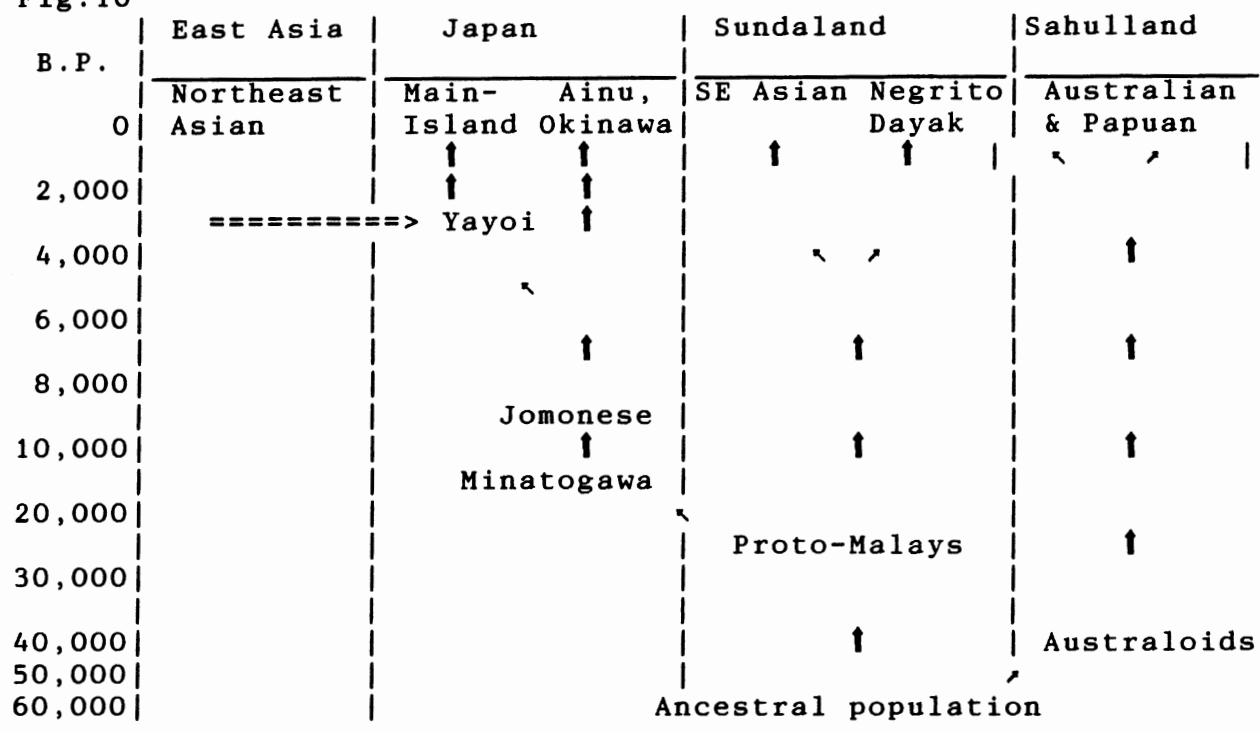 Fig.10
East Asia Japan Sundaland Sahulland
B.P.
Northeast Main- Ainu, SE Asian Negrito Australian
0 Asian Island Okinawa Dayak & Papuan
2,000
==========> Yayoi
4,000
6,000
8,000
Jomonese
10,000
Minatogawa
20,000
Proto-Malays
30,000
40,000 Australoids
50,000
60,000 Ancestral population